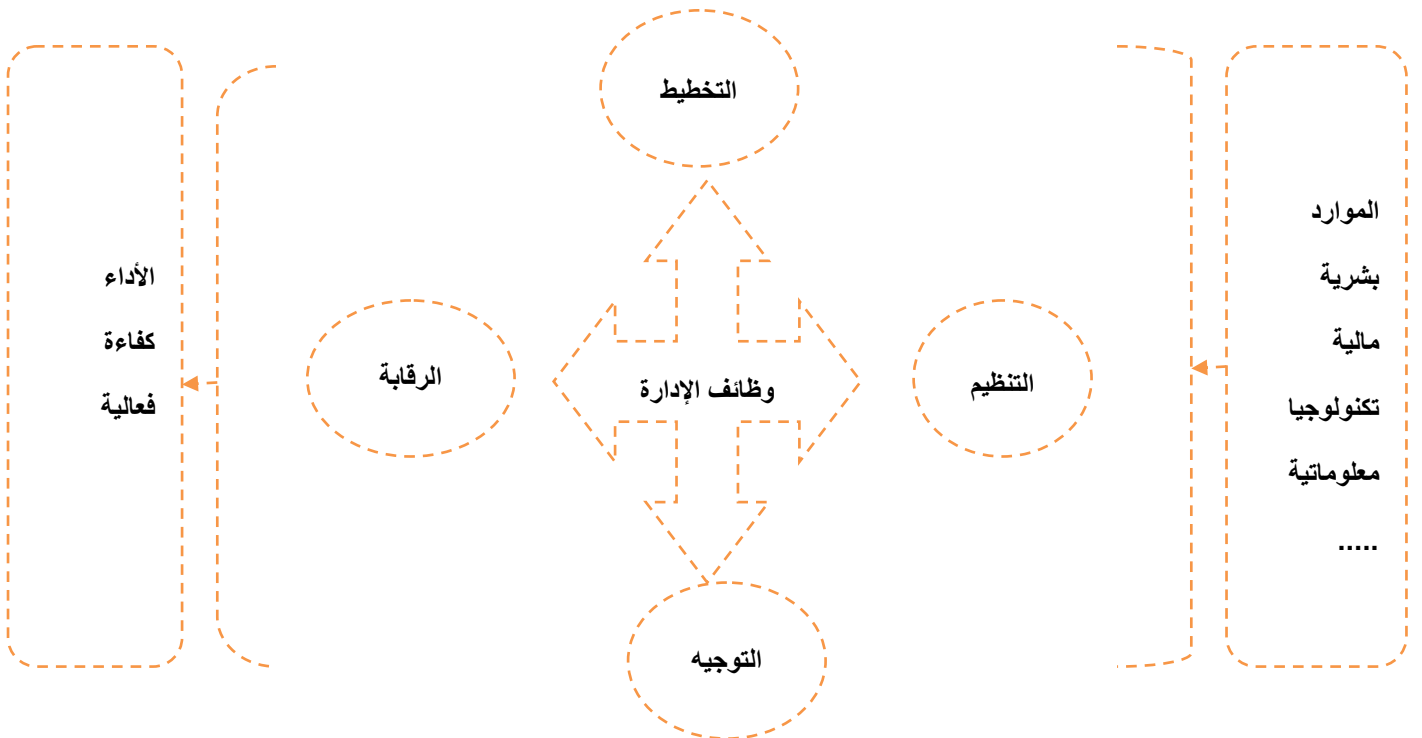 التخطيط
الموارد
بشرية
مالية
تكنولوجيا
معلوماتية
.....
التنظيم
وظائف الإدارة
الرقابة
الأداء
كفاءة
فعالية
التوجيه